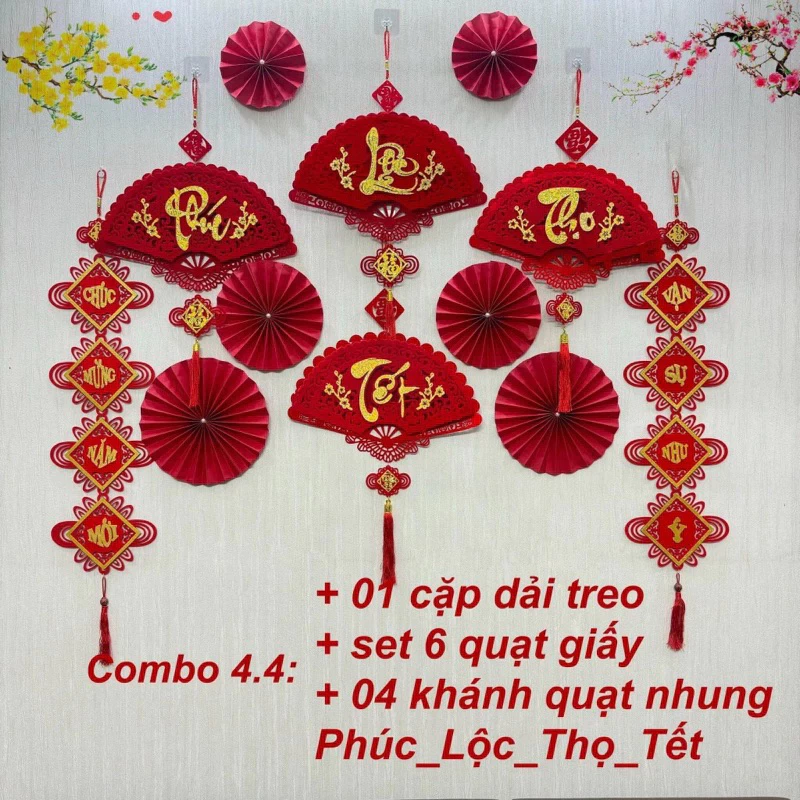 Lộc
Phúc
Thọ
Tết
CHÚC
MỪNG
NĂM
MỚI
VẠN
SỰ
NHƯ
Ý
Combo 4.4:
+ 01 cặp dải treo
+ set 6 quạt giấy
+ 04 khánh quạt nhung
Phúc_Lộc_Thọ_Tết